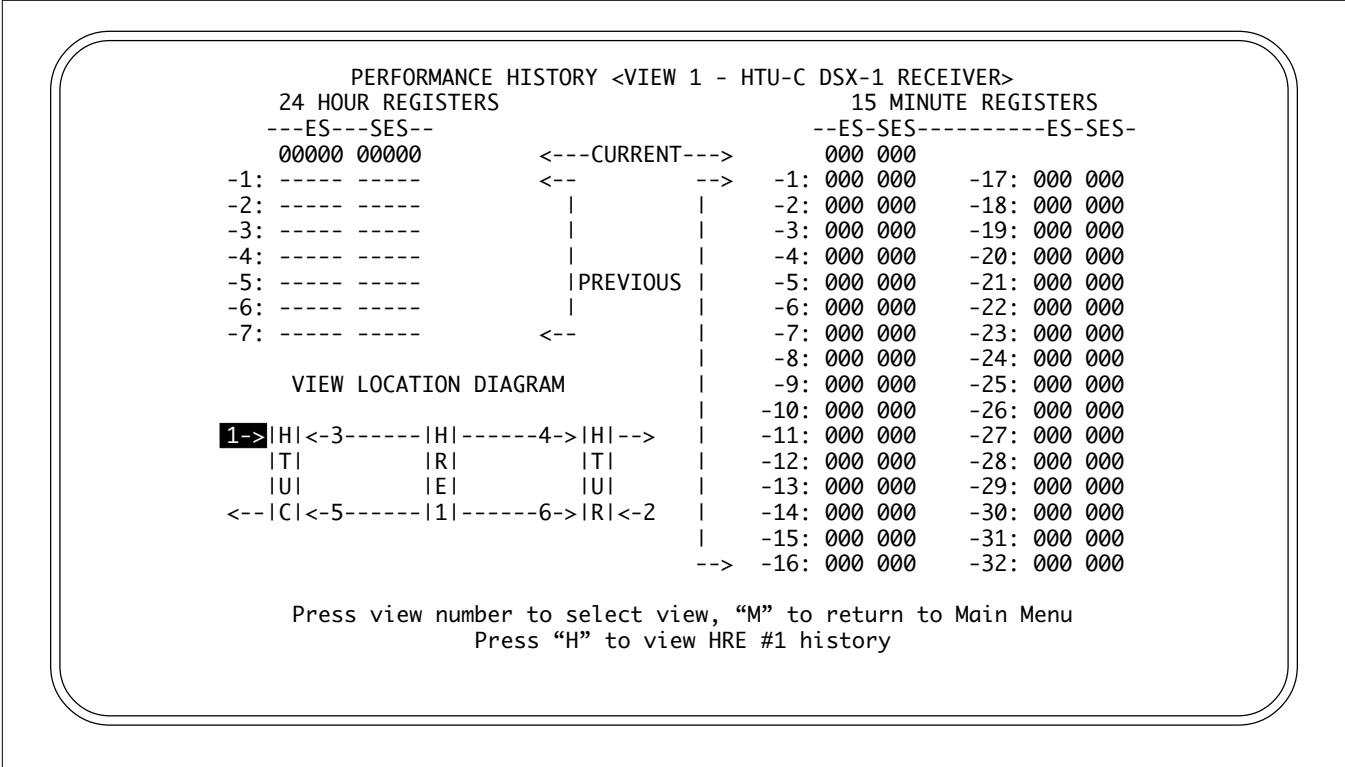 PERFORMANCE HISTORY <VIEW 1 - HTU-C DSX-1 RECEIVER>
24 HOUR REGISTERS                                   15 MINUTE REGISTERS
---ES---SES--                             --ES-SES----------ES-SES-
00000 00000         <---CURRENT--->       000 000
-1: ----- -----         <--         -->   -1: 000 000    -17: 000 000
-2: ----- -----           |         |     -2: 000 000    -18: 000 000
-3: ----- -----           |         |     -3: 000 000    -19: 000 000
-4: ----- -----           |         |     -4: 000 000    -20: 000 000
-5: ----- -----           |PREVIOUS |     -5: 000 000    -21: 000 000
-6: ----- -----           |         |     -6: 000 000    -22: 000 000
-7: ----- -----         <--         |     -7: 000 000    -23: 000 000
|     -8: 000 000    -24: 000 000
VIEW LOCATION DIAGRAM          |     -9: 000 000    -25: 000 000
|    -10: 000 000    -26: 000 000
1->|H|<-3------|H|------4->|H|-->   |    -11: 000 000    -27: 000 000
|T|         |R|         |T|      |    -12: 000 000    -28: 000 000
|U|         |E|         |U|      |    -13: 000 000    -29: 000 000
<--|C|<-5------|1|------6->|R|<-2   |    -14: 000 000    -30: 000 000
|    -15: 000 000    -31: 000 000
-->  -16: 000 000    -32: 000 000
Press view number to select view, “M” to return to Main Menu
Press “H” to view HRE #1 history